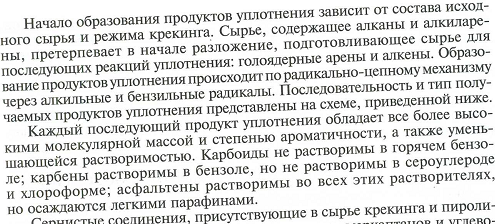 Начало образования продуктов уплотнения зависит от состава исход-
ного сырья и режима крекинга. Сырье, содержащее алканы и алкиларе-
ны, претерпевает в начале разложение, подготовливающее сырье для
последующих реакций уплотнения: голоядерные арены и алкены. Образо-
вание продуктов уплотнения происходит по радикально-цепному механизму
через алкильные и бензильные радикалы. Последовательность и тип полу-
чаемых продуктов уплотнения представлены на схеме, приведенной ниже.
Каждый последующий продукт уплотнения обладает все более высо-
кими молекулярной массой и степенью ароматичности, а также умень-
шающейся растворимостью. Карбоиды не растворимы в горячем бензо-
ле; карбены растворимы в бензоле, но не растворимы в сероуглероде
и хлороформе; асфальтены растворимы во всех этих растворителях,
но осаждаются легкими парафинами.
Сернистые соединения, присутствующие в сырье крекинга и пироли-